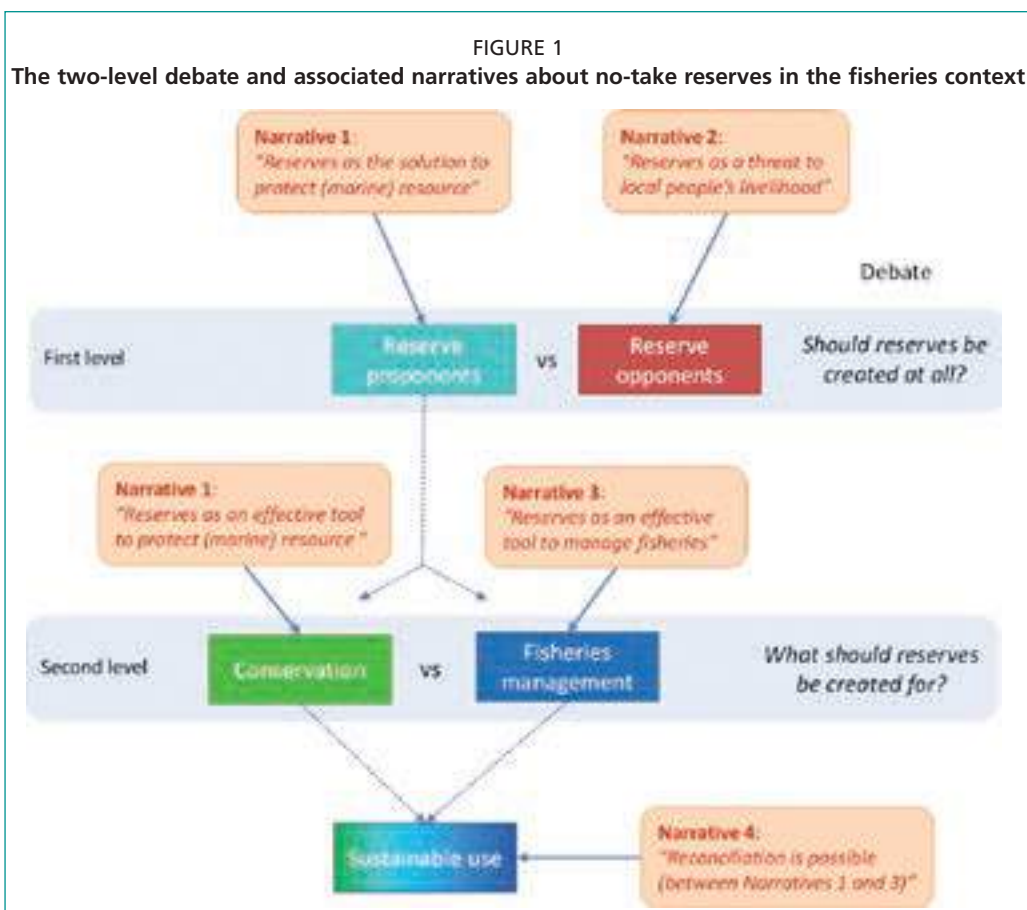 FIGURE 1
The two-level debate and associated narratives about no-take reserves in the fisheries context
Narrative 1:
"Reserves as the solution to
protect (marine) resource"
Narrative 2:
"Reserves as a threat to
local people's livelihood"
Debate
First level
Reserve
proponents
vs
Reserve
opponents
Should reserves be
created at all?
Narrative 1:
"Reserves as an effective tool
to protect (marine) resource "
Narrative 3:
"Reserves as an effective
tool to manage fisheries"
Second level
Conservation
vs
Fisheries
management
What should reserves
be created for?
Sustainable use
Narrative 4:
"Reconciliation is possible
(between Narratives 1 and 3)"